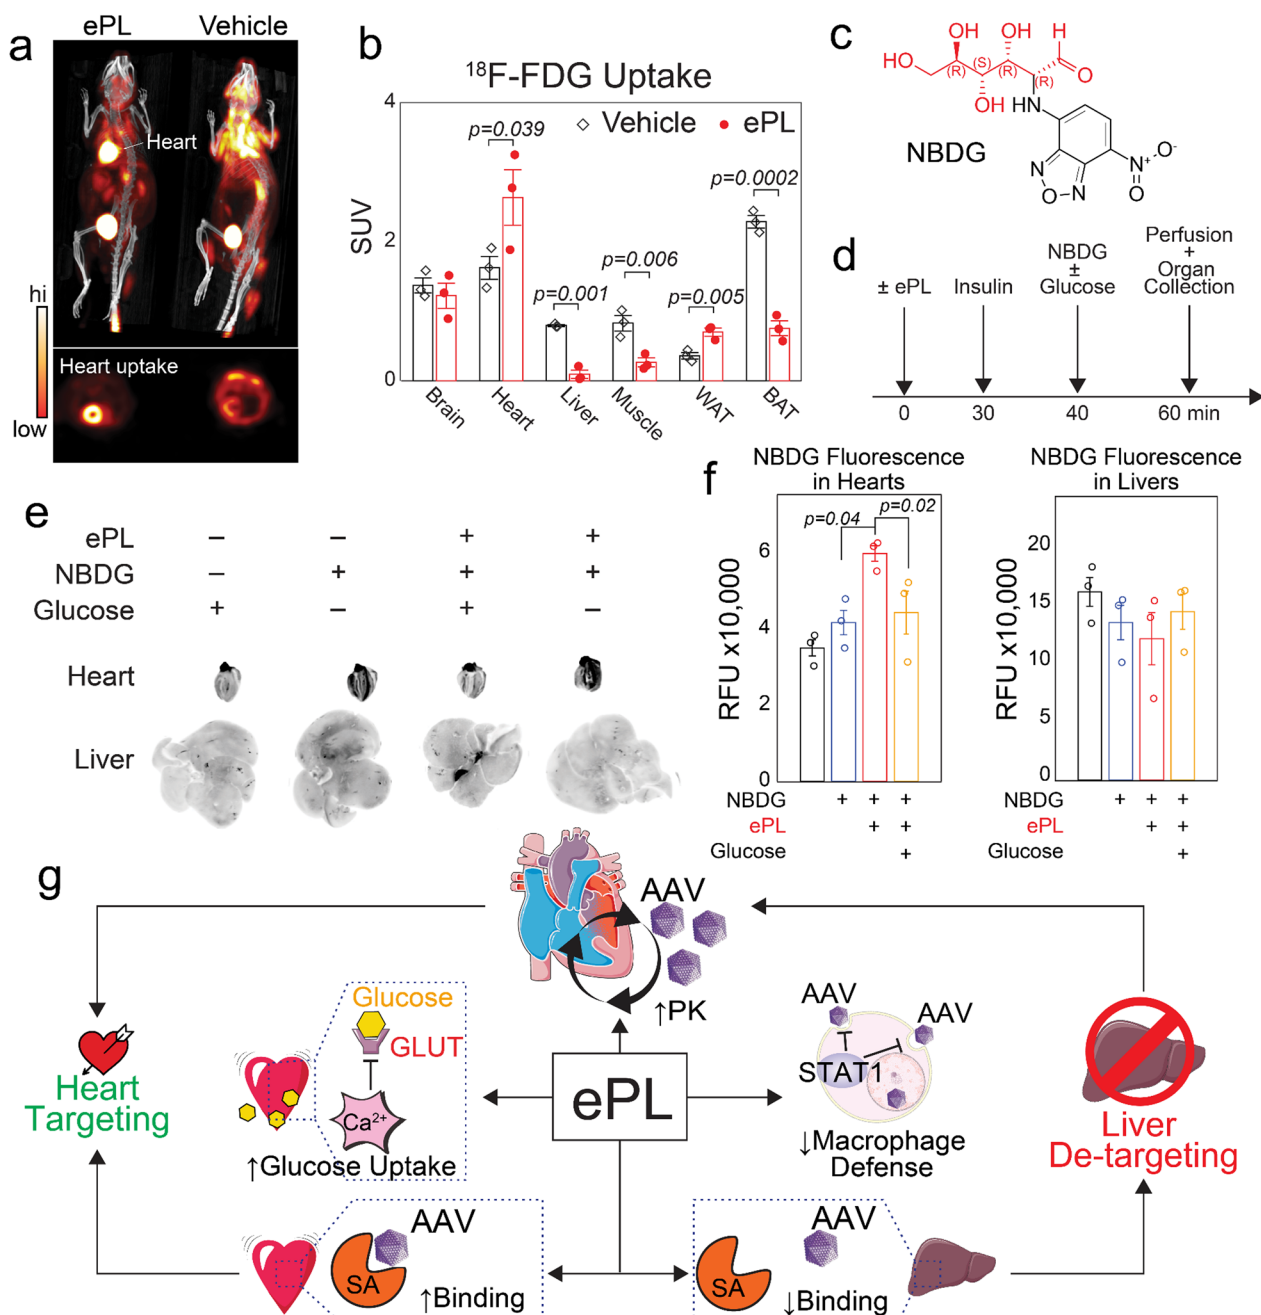 a
ePL
Vehicle
Heart
hi
low
Heart uptake
b
¹⁸F-FDG Uptake
Vehicle
ePL
4
2
0
SUV
p=0.039
p=0.001
p=0.006
p=0.005
p=0.0002
Brain
Heart
Liver
Muscle
WAT
BAT
c
HO
OH
OH
H
O
(R)
(S)
(R)
(R)
OH
HN
NBDG
N
O
N
N⁺
O⁻
O
d
± ePL
Insulin
NBDG
±
Glucose
Perfusion
+
Organ
Collection
0
30
40
60 min
e
ePL – – + +
NBDG – + + +
Glucose + – + –
Heart
Liver
f
NBDG Fluorescence
in Hearts
p=0.04
p=0.02
RFU x10,000
6
4
2
0
NBDG + + +
ePL + +
Glucose +
NBDG Fluorescence
in Livers
RFU x10,000
20
15
10
5
0
NBDG + + +
ePL + +
Glucose +
g
AAV
↑PK
Glucose
GLUT
Ca²⁺
↑Glucose Uptake
Heart
Targeting
ePL
AAV
AAV
STAT1
↓Macrophage
Defense
Liver
De-targeting
AAV
SA
↑Binding
AAV
SA
↓Binding